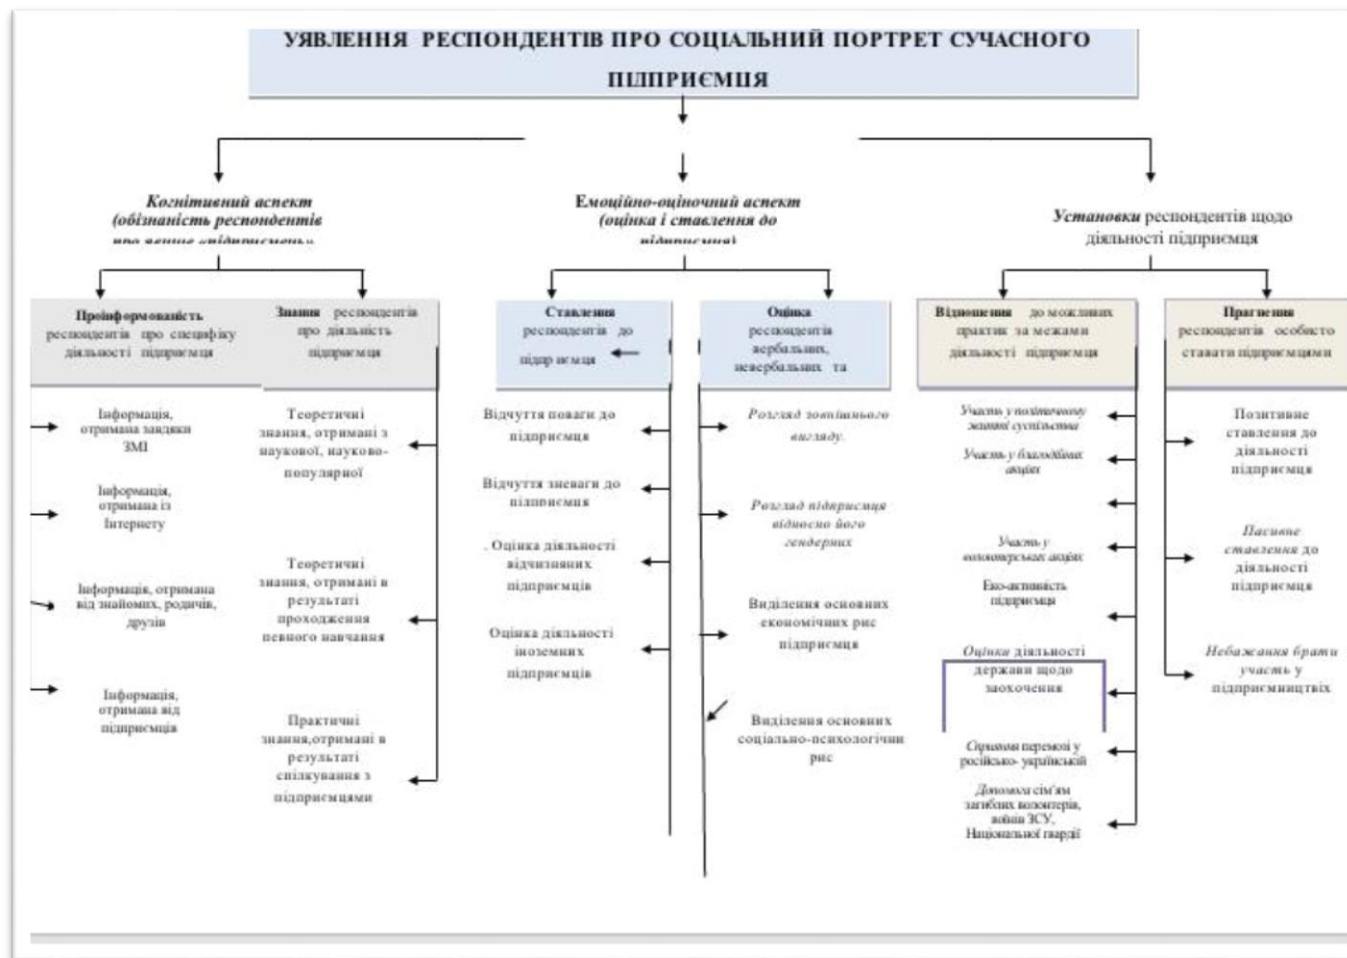 УЯВЛЕННЯ РЕСПОНДЕНТІВ ПРО СОЦІАЛЬНИЙ ПОРТРЕТ СУЧАСНОГО
ПІДПРИЄМЦЯ
Когнітивний аспект
(обізнаність респондентів
про явище «підприємець»
Емоційно-оціночний аспект
(оцінка і ставлення до
підприємця)
Установки респондентів щодо
діяльності підприємця
Проінформованість
респондентів про специфіку
діяльності підприємця
Знання респондентів
про діяльність
підприємця
Ставлення
респондентів до
підприємця
Оцінка
респондентів
вербальних,
невербальних та
Відношення до можливих
практик за межами
діяльності підприємця
Прагнення
респондентів особисто
ставати підприємцями
Інформація,
отримана завдяки
ЗМІ
Інформація,
отримана із
Інтернету
Інформація, отримана
від знайомих, родичів,
друзів
Інформація,
отримана від
підприємців
Теоретичні
знання, отримані з
наукової, науково-
популярної
Теоретичні
знання, отримані в
результаті
проходження
певного навчання
Практичні
знання,отримані в
результаті
спілкування з
підприємцями
Відчуття поваги до
підприємця
Відчуття зневаги до
підприємця
. Оцінка діяльності
вітчизняних
підприємців
Оцінка діяльності
іноземних
підприємців
Розгляд зовнішнього
вигляду.
Розгляд підприємця
відносно його
гендерних
Виділення основних
економічних рис
підприємця
Виділення основних
соціально-психологічни
рис
Участь у політичному
житті суспільства
Участь у благодійних
акціях
Участь у
волонтерських акціях
Еко-активність
підприємця
Оцінки діяльності
держави щодо
заохочення
Сприяння перемозі у
російсько- українській
Допомога сім'ям
загиблих волонтерів,
воїнів ЗСУ,
Національної гвардії
Позитивне
ставлення до
діяльності
підприємця
Пасивне
ставлення до
діяльності
підприємця
Небажання брати
участь у
підприємництвіх